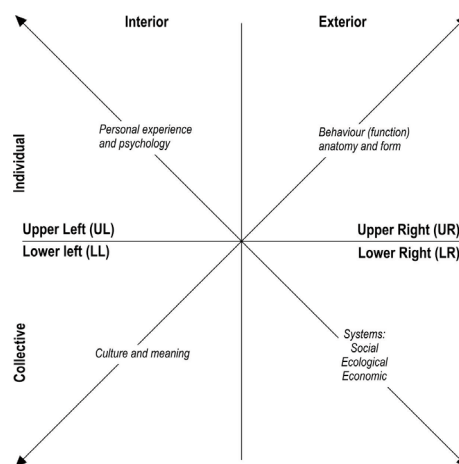 Interior
Exterior
Individual
Personal experience
and psychology
Behaviour (function)
anatomy and form
Upper Left (UL)
Upper Right (UR)
Lower left (LL)
Lower Right (LR)
Collective
Culture and meaning
Systems:
Social
Ecological
Economic